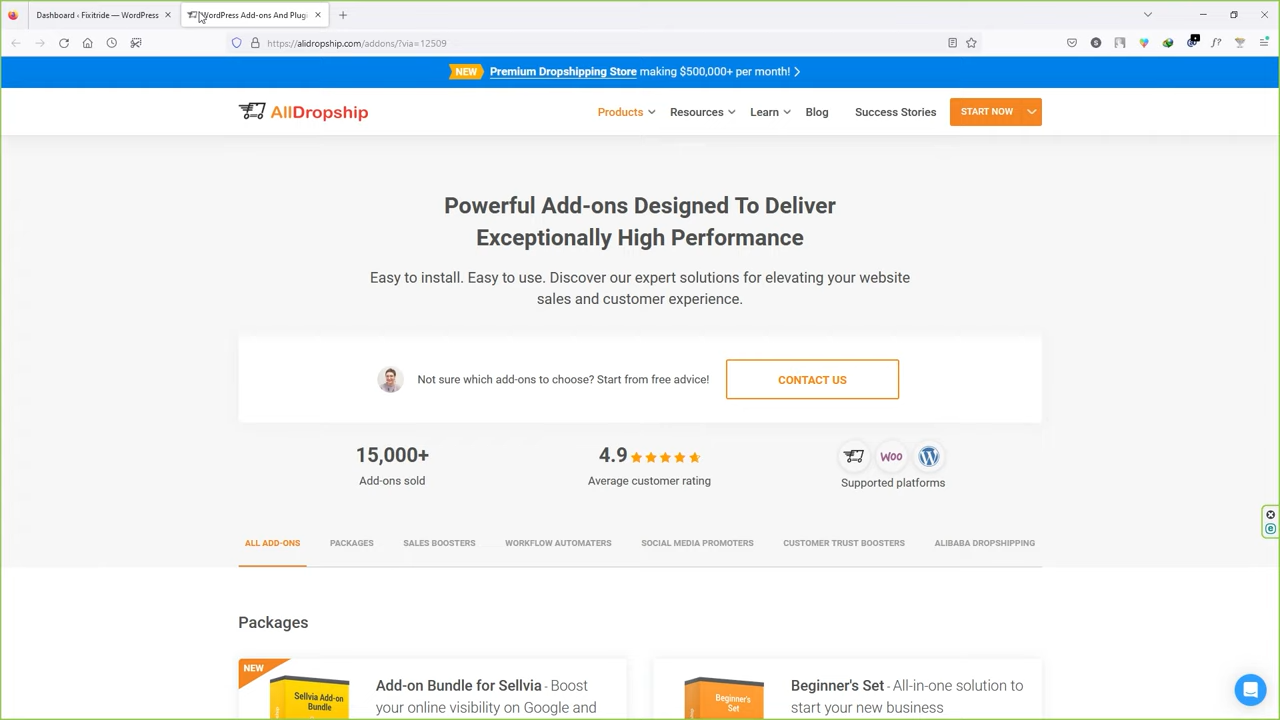 Dashboard ‹ Fixitride — WordPress
WordPress Add-ons And Plug
https://alidropship.com/addons/?via=12509
NEW Premium Dropshipping Store making $500,000+ per month!
AliDropship
Products
Resources
Learn
Blog
Success Stories
START NOW
Powerful Add-ons Designed To Deliver
Exceptionally High Performance
Easy to install. Easy to use. Discover our expert solutions for elevating your website
sales and customer experience.
Not sure which add-ons to choose? Start from free advice!
CONTACT US
15,000+
Add-ons sold
4.9
Average customer rating
Woo
Supported platforms
ALL ADD-ONS
PACKAGES
SALES BOOSTERS
WORKFLOW AUTOMATERS
SOCIAL MEDIA PROMOTERS
CUSTOMER TRUST BOOSTERS
ALIBABA DROPSHIPPING
Packages
NEW
Sellvia Add-on
Bundle
Add-on Bundle for Sellvia - Boost
your online visibility on Google and
Beginner's
Set
Beginner's Set - All-in-one solution to
start your new business